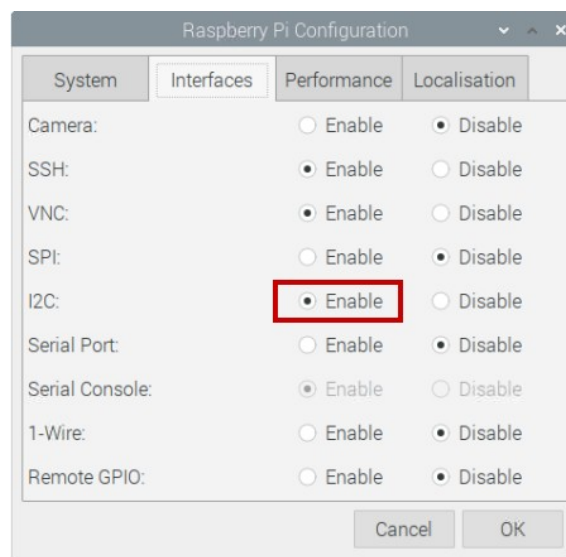 Raspberry Pi Configuration
System Interfaces Performance Localisation
Camera: Enable Disable
SSH: Enable Disable
VNC: Enable Disable
SPI: Enable Disable
I2C: Enable Disable
Serial Port: Enable Disable
Serial Console: Enable Disable
1-Wire: Enable Disable
Remote GPIO: Enable Disable
Cancel OK